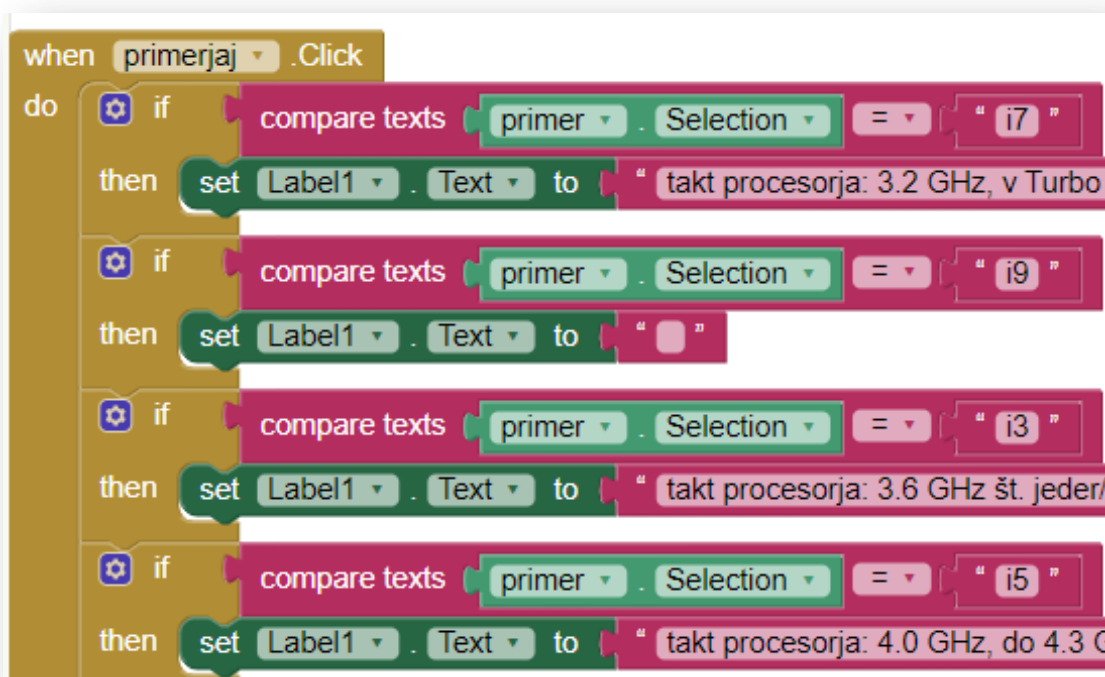 when primerjaj .Click
do if compare texts primer . Selection = " i7 "
then set Label1 . Text to " takt procesorja: 3.2 GHz, v Turbo
if compare texts primer . Selection = " i9 "
then set Label1 . Text to " "
if compare texts primer . Selection = " i3 "
then set Label1 . Text to " takt procesorja: 3.6 GHz št. jeder/
if compare texts primer . Selection = " i5 "
then set Label1 . Text to " takt procesorja: 4.0 GHz, do 4.3